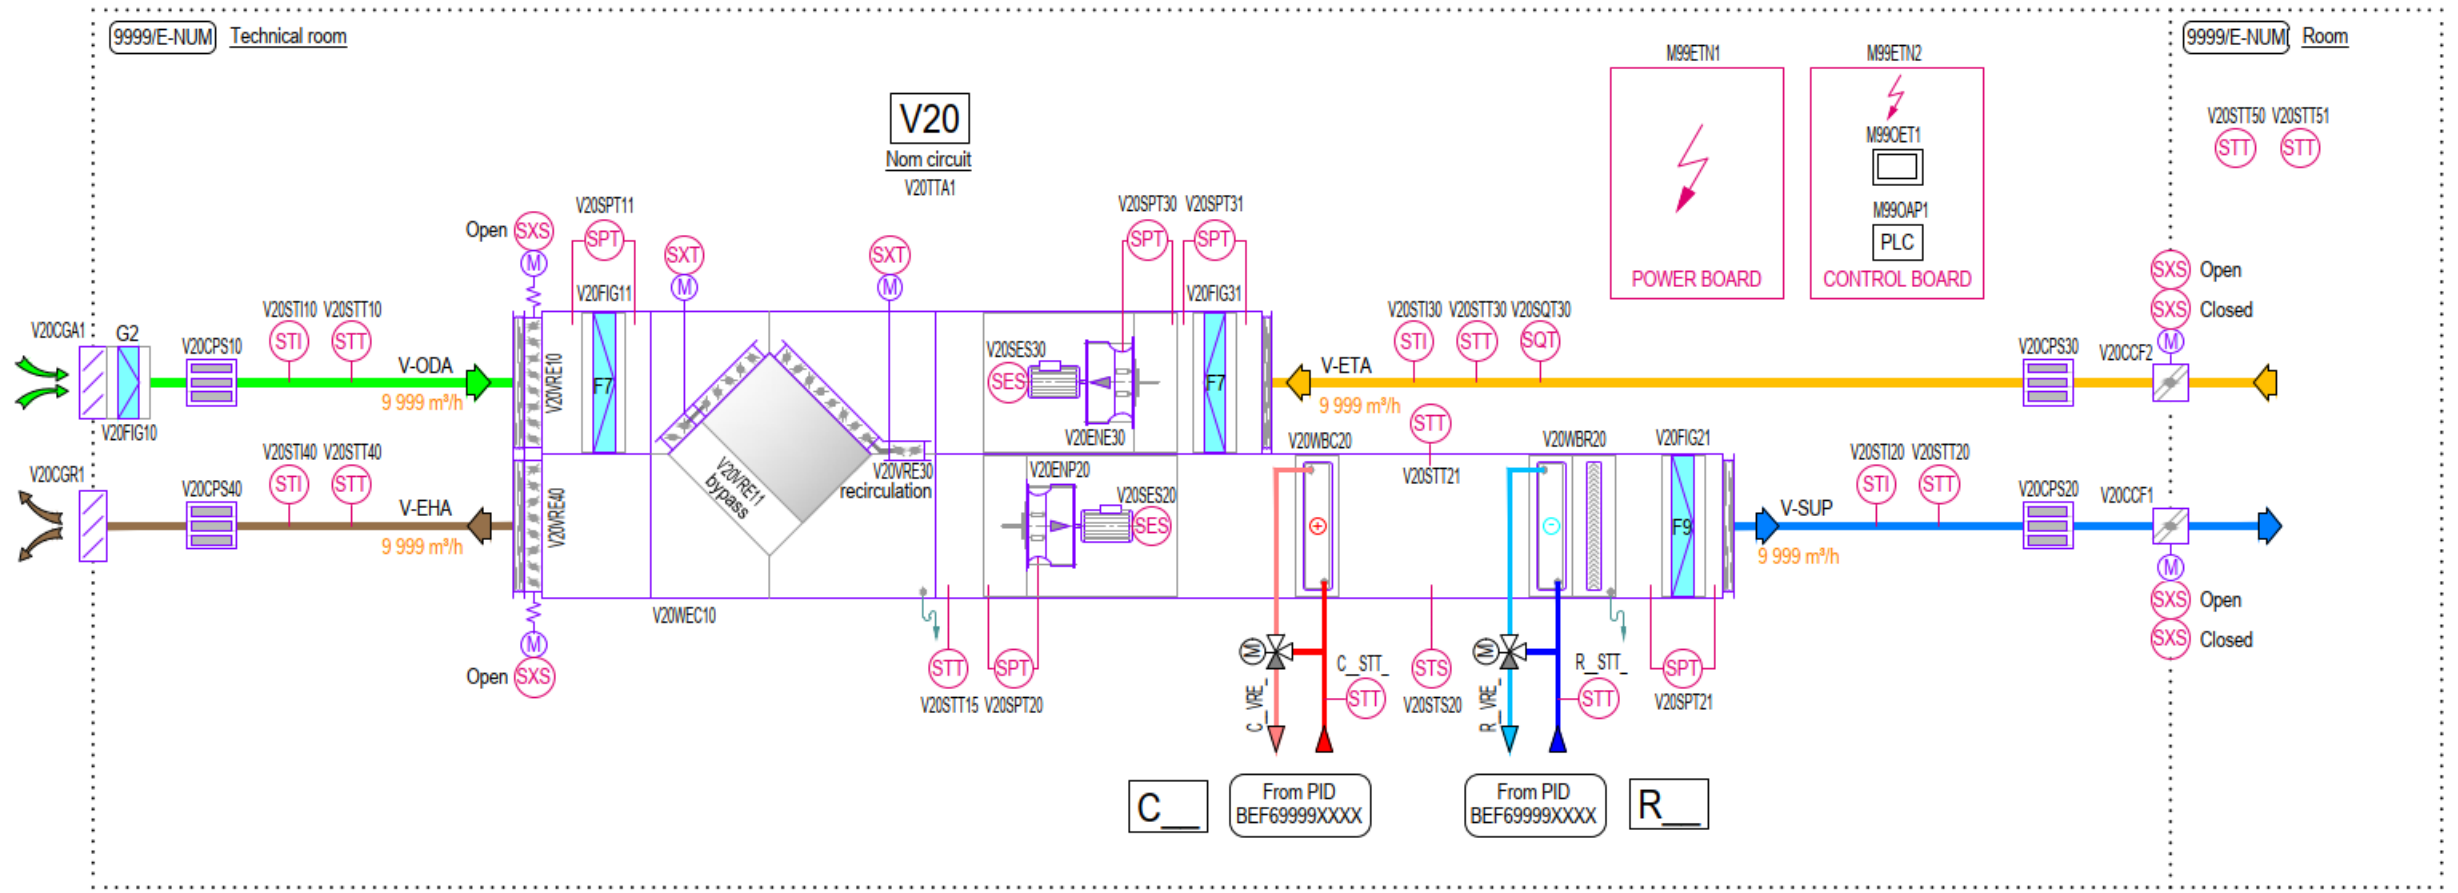 9999/E-NUM Technical room
9999/E-NUM Room
M99ETN1
M99ETN2
M99OET1
M99OAP1
PLC
POWER BOARD
CONTROL BOARD
V20
Nom circuit
V20TTA1
V20STT50 V20STT51
STT STT
V20SPT11
SPT
Open SXS
M
SXT
M
SXT
M
V20SPT30 V20SPT31
SPT SPT
SXS Open
SXS Closed
M
V20CGA1
G2
V20FIG10
V20CPS10
V20STI10 V20STT10
STI STT
V-ODA
9 999 m³/h
V20VRE10
V20FIG11
F7
V20SES30
SES
V20ENE30
V20FIG31
F7
V-ETA
9 999 m³/h
V20STI30 V20STT30 V20SQT30
STI STT SQT
V20CPS30
V20CCF2
V20CGR1
V20CPS40
V20STI40 V20STT40
STI STT
V-EHA
9 999 m³/h
V20VRE40
V20VRE11
bypass
V20VRE30
recirculation
V20ENP20
V20SES20
SES
V20WBC20
STT
V20STT21
V20WBR20
V20FIG21
F9
V-SUP
9 999 m³/h
V20STI20 V20STT20
STI STT
V20CPS20
V20CCF1
M
SXS Open
SXS Closed
V20WEC10
M
Open SXS
STT
V20STT15
SPT
V20SPT20
M
C__VRE_
C__STT_
STT
STS
V20STS20
M
R__VRE_
R__STT_
STT
SPT
V20SPT21
C__
From PID
BEF69999XXXX
From PID
BEF69999XXXX
R__